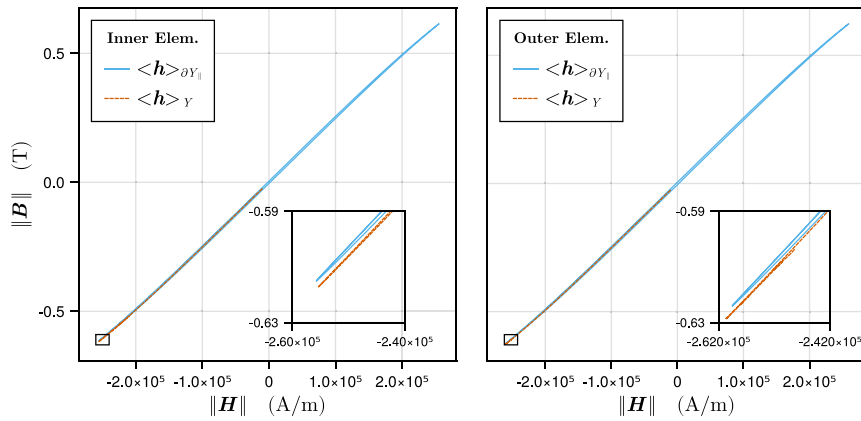 Inner Elem.
<h>∂Y∥
<h>Y
0.5
0.0
-0.5
‖B‖ (T)
-0.59
-0.63
-2.60×10⁵
-2.40×10⁵
-2.0×10⁵
-1.0×10⁵
0
1.0×10⁵
2.0×10⁵
‖H‖ (A/m)
Outer Elem.
<h>∂Y∥
<h>Y
-0.59
-0.63
-2.620×10⁵
-2.420×10⁵
-2.0×10⁵
-1.0×10⁵
0
1.0×10⁵
2.0×10⁵
‖H‖ (A/m)